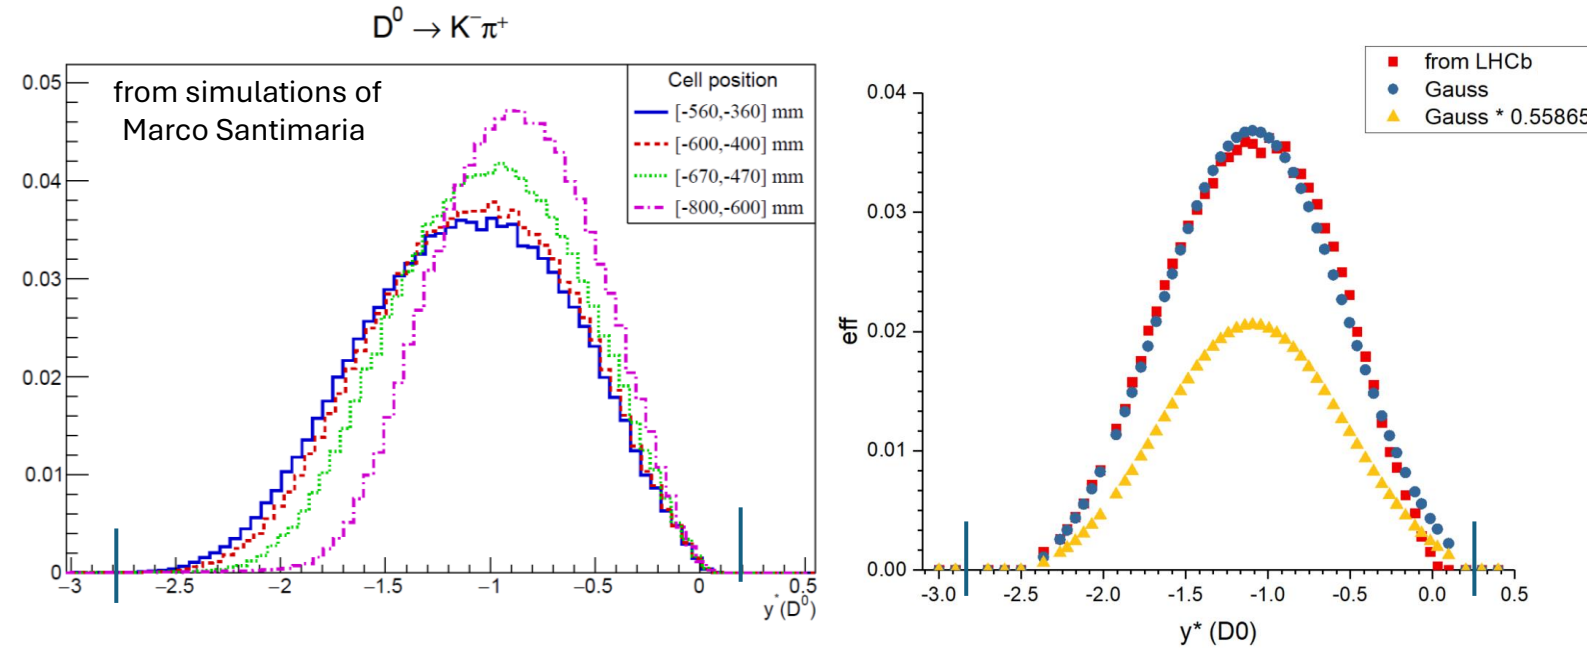 D⁰ → K⁻π⁺
from simulations of
Marco Santimaria
Cell position
[-560,-360] mm
[-600,-400] mm
[-670,-470] mm
[-800,-600] mm
0.05
0.04
0.03
0.02
0.01
0
−3 −2.5 −2 −1.5 −1 −0.5 0 0.5
y*(D⁰)
from LHCb
Gauss
Gauss * 0.55865
eff
0.04
0.03
0.02
0.01
0.00
-3.0 -2.5 -2.0 -1.5 -1.0 -0.5 0.0 0.5
y* (D0)